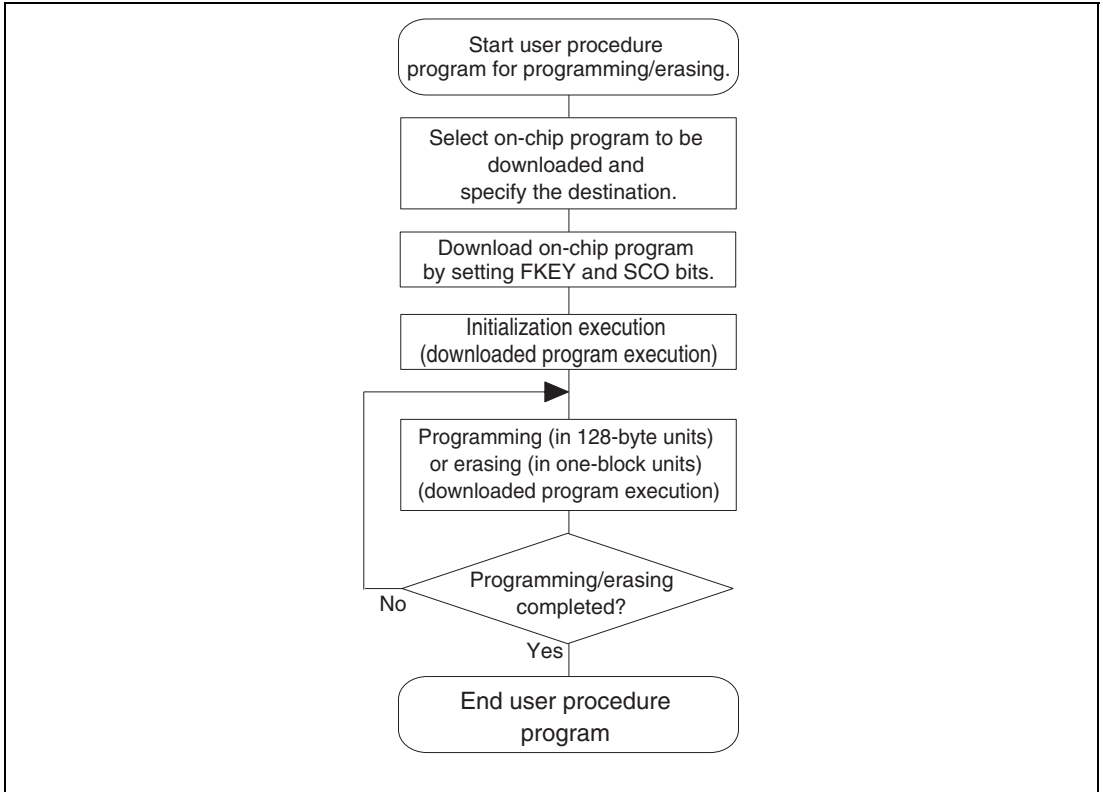 Start user procedure
program for programming/erasing.
Select on-chip program to be
downloaded and
specify the destination.
Download on-chip program
by setting FKEY and SCO bits.
Initialization execution
(downloaded program execution)
Programming (in 128-byte units)
or erasing (in one-block units)
(downloaded program execution)
Programming/erasing
completed?
No
Yes
End user procedure
program